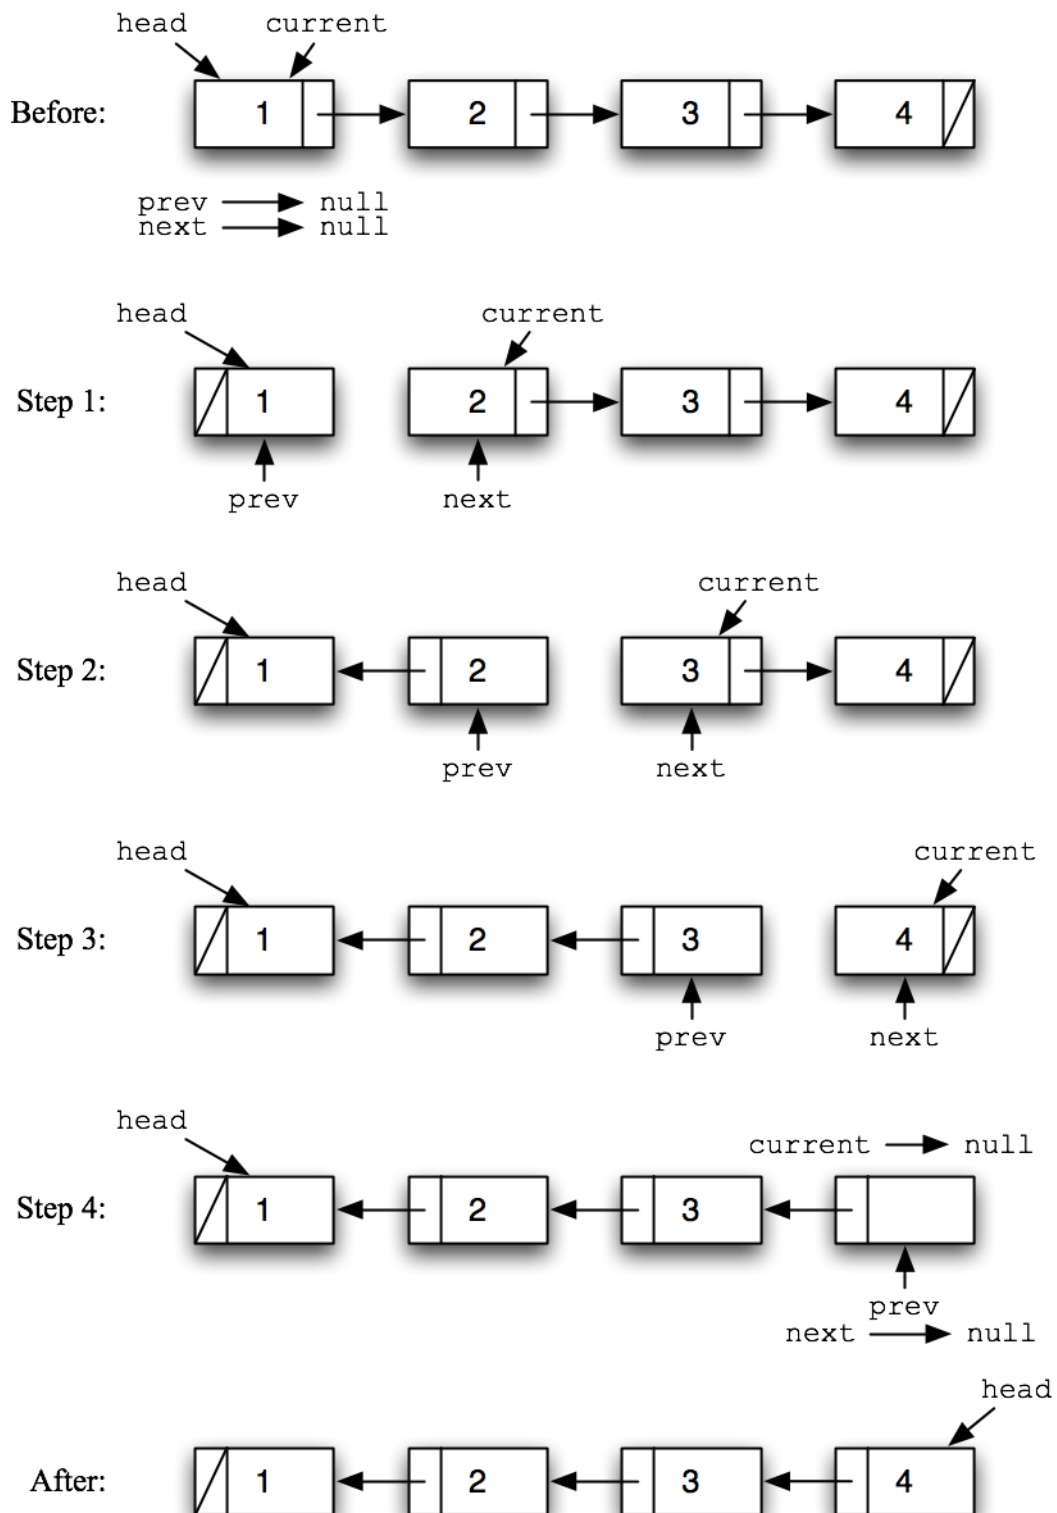 head current
Before: 1 2 3 4
prev null
next null
head current
Step 1: 1 2 3 4
prev next
head current
Step 2: 1 2 3 4
prev next
head current
Step 3: 1 2 3 4
prev next
head
current null
Step 4: 1 2 3
prev
next null
head
After: 1 2 3 4